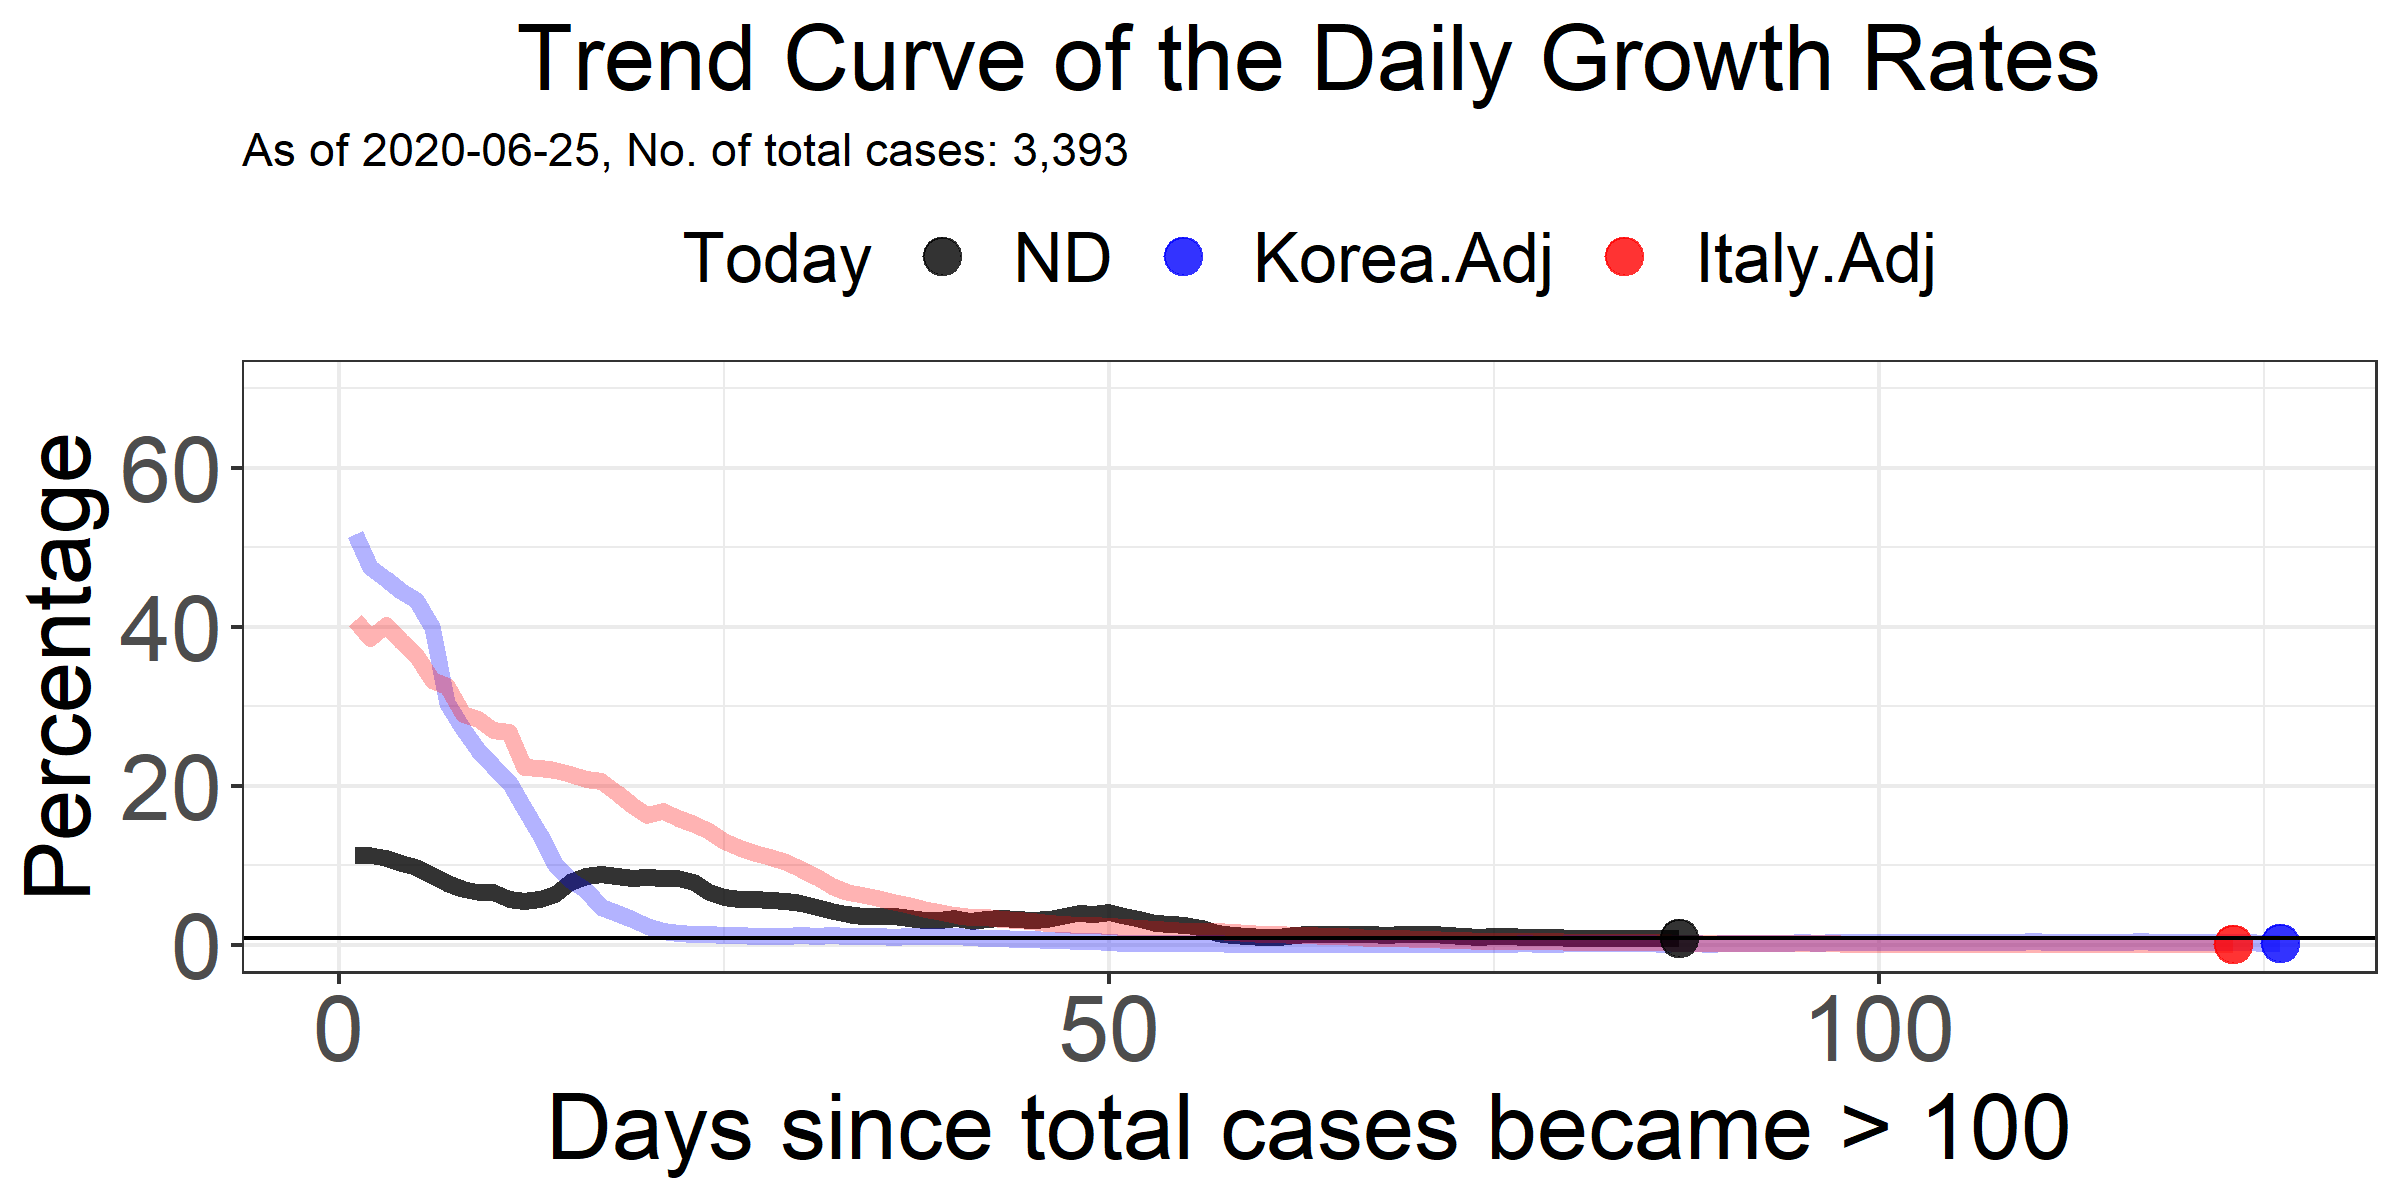 Trend Curve of the Daily Growth Rates
As of 2020-06-25, No. of total cases: 3,393
Today ND Korea.Adj Italy.Adj
Percentage
60
40
20
0
0 50 100
Days since total cases became > 100